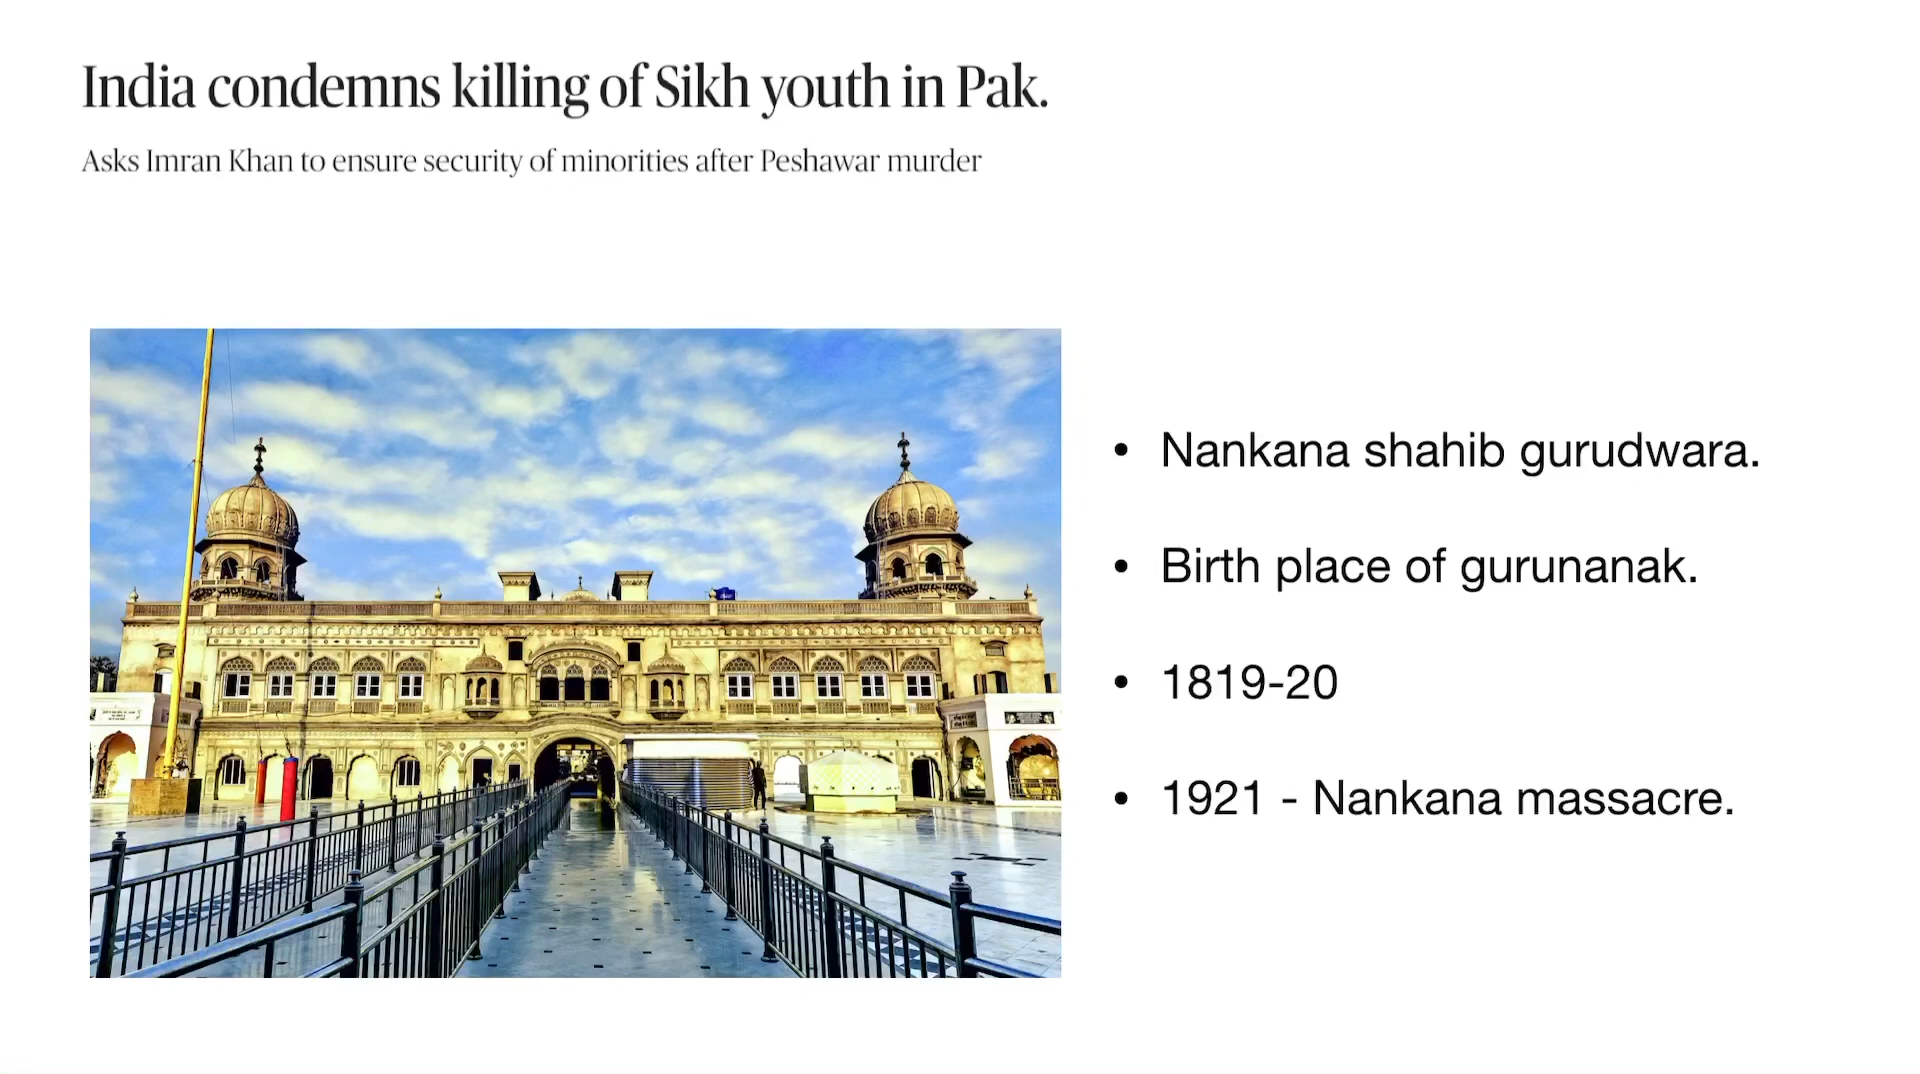 India condemns killing of Sikh youth in Pak.
Asks Imran Khan to ensure security of minorities after Peshawar murder
• Nankana shahib gurudwara.
• Birth place of gurunanak.
• 1819-20
• 1921 - Nankana massacre.